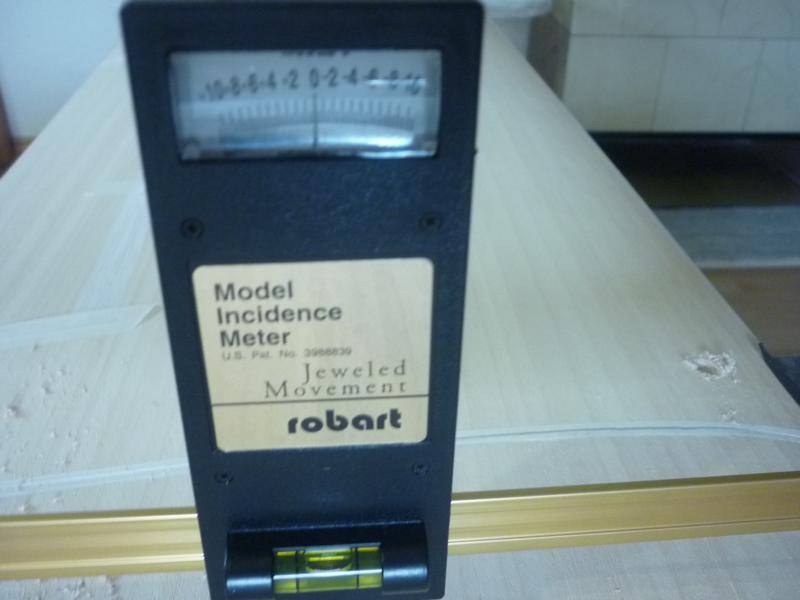 -10-8-6-4 -2 0-2-4-6-8-10
Model
Incidence
Meter
U.S. Pat. No. 3988839
Jeweled
Movement
robart